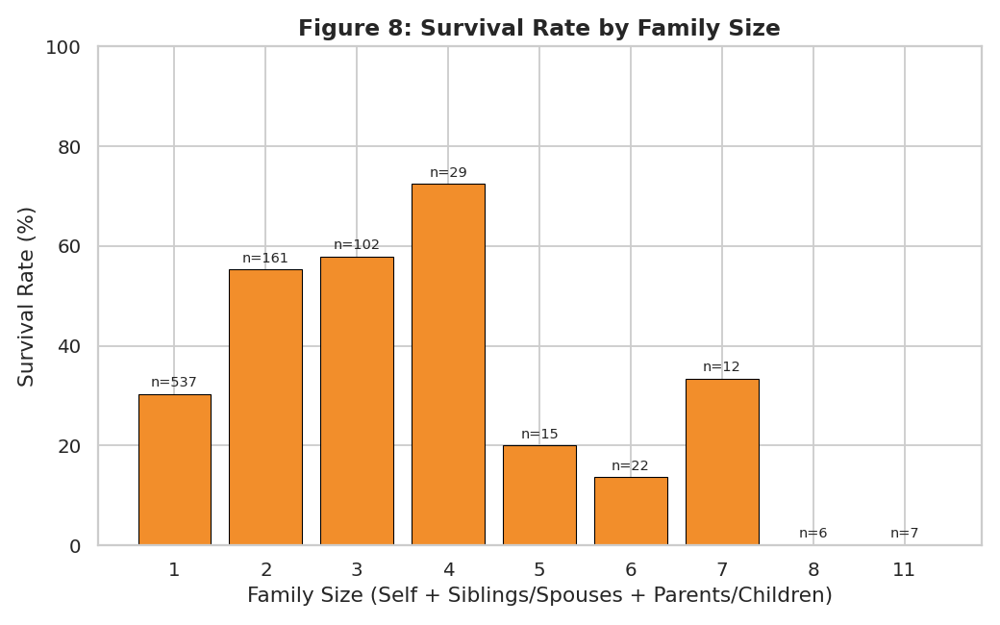 Figure 8: Survival Rate by Family Size
Survival Rate (%)
100
80
60
40
20
0
n=537
n=161
n=102
n=29
n=15
n=22
n=12
n=6
n=7
1 2 3 4 5 6 7 8 11
Family Size (Self + Siblings/Spouses + Parents/Children)